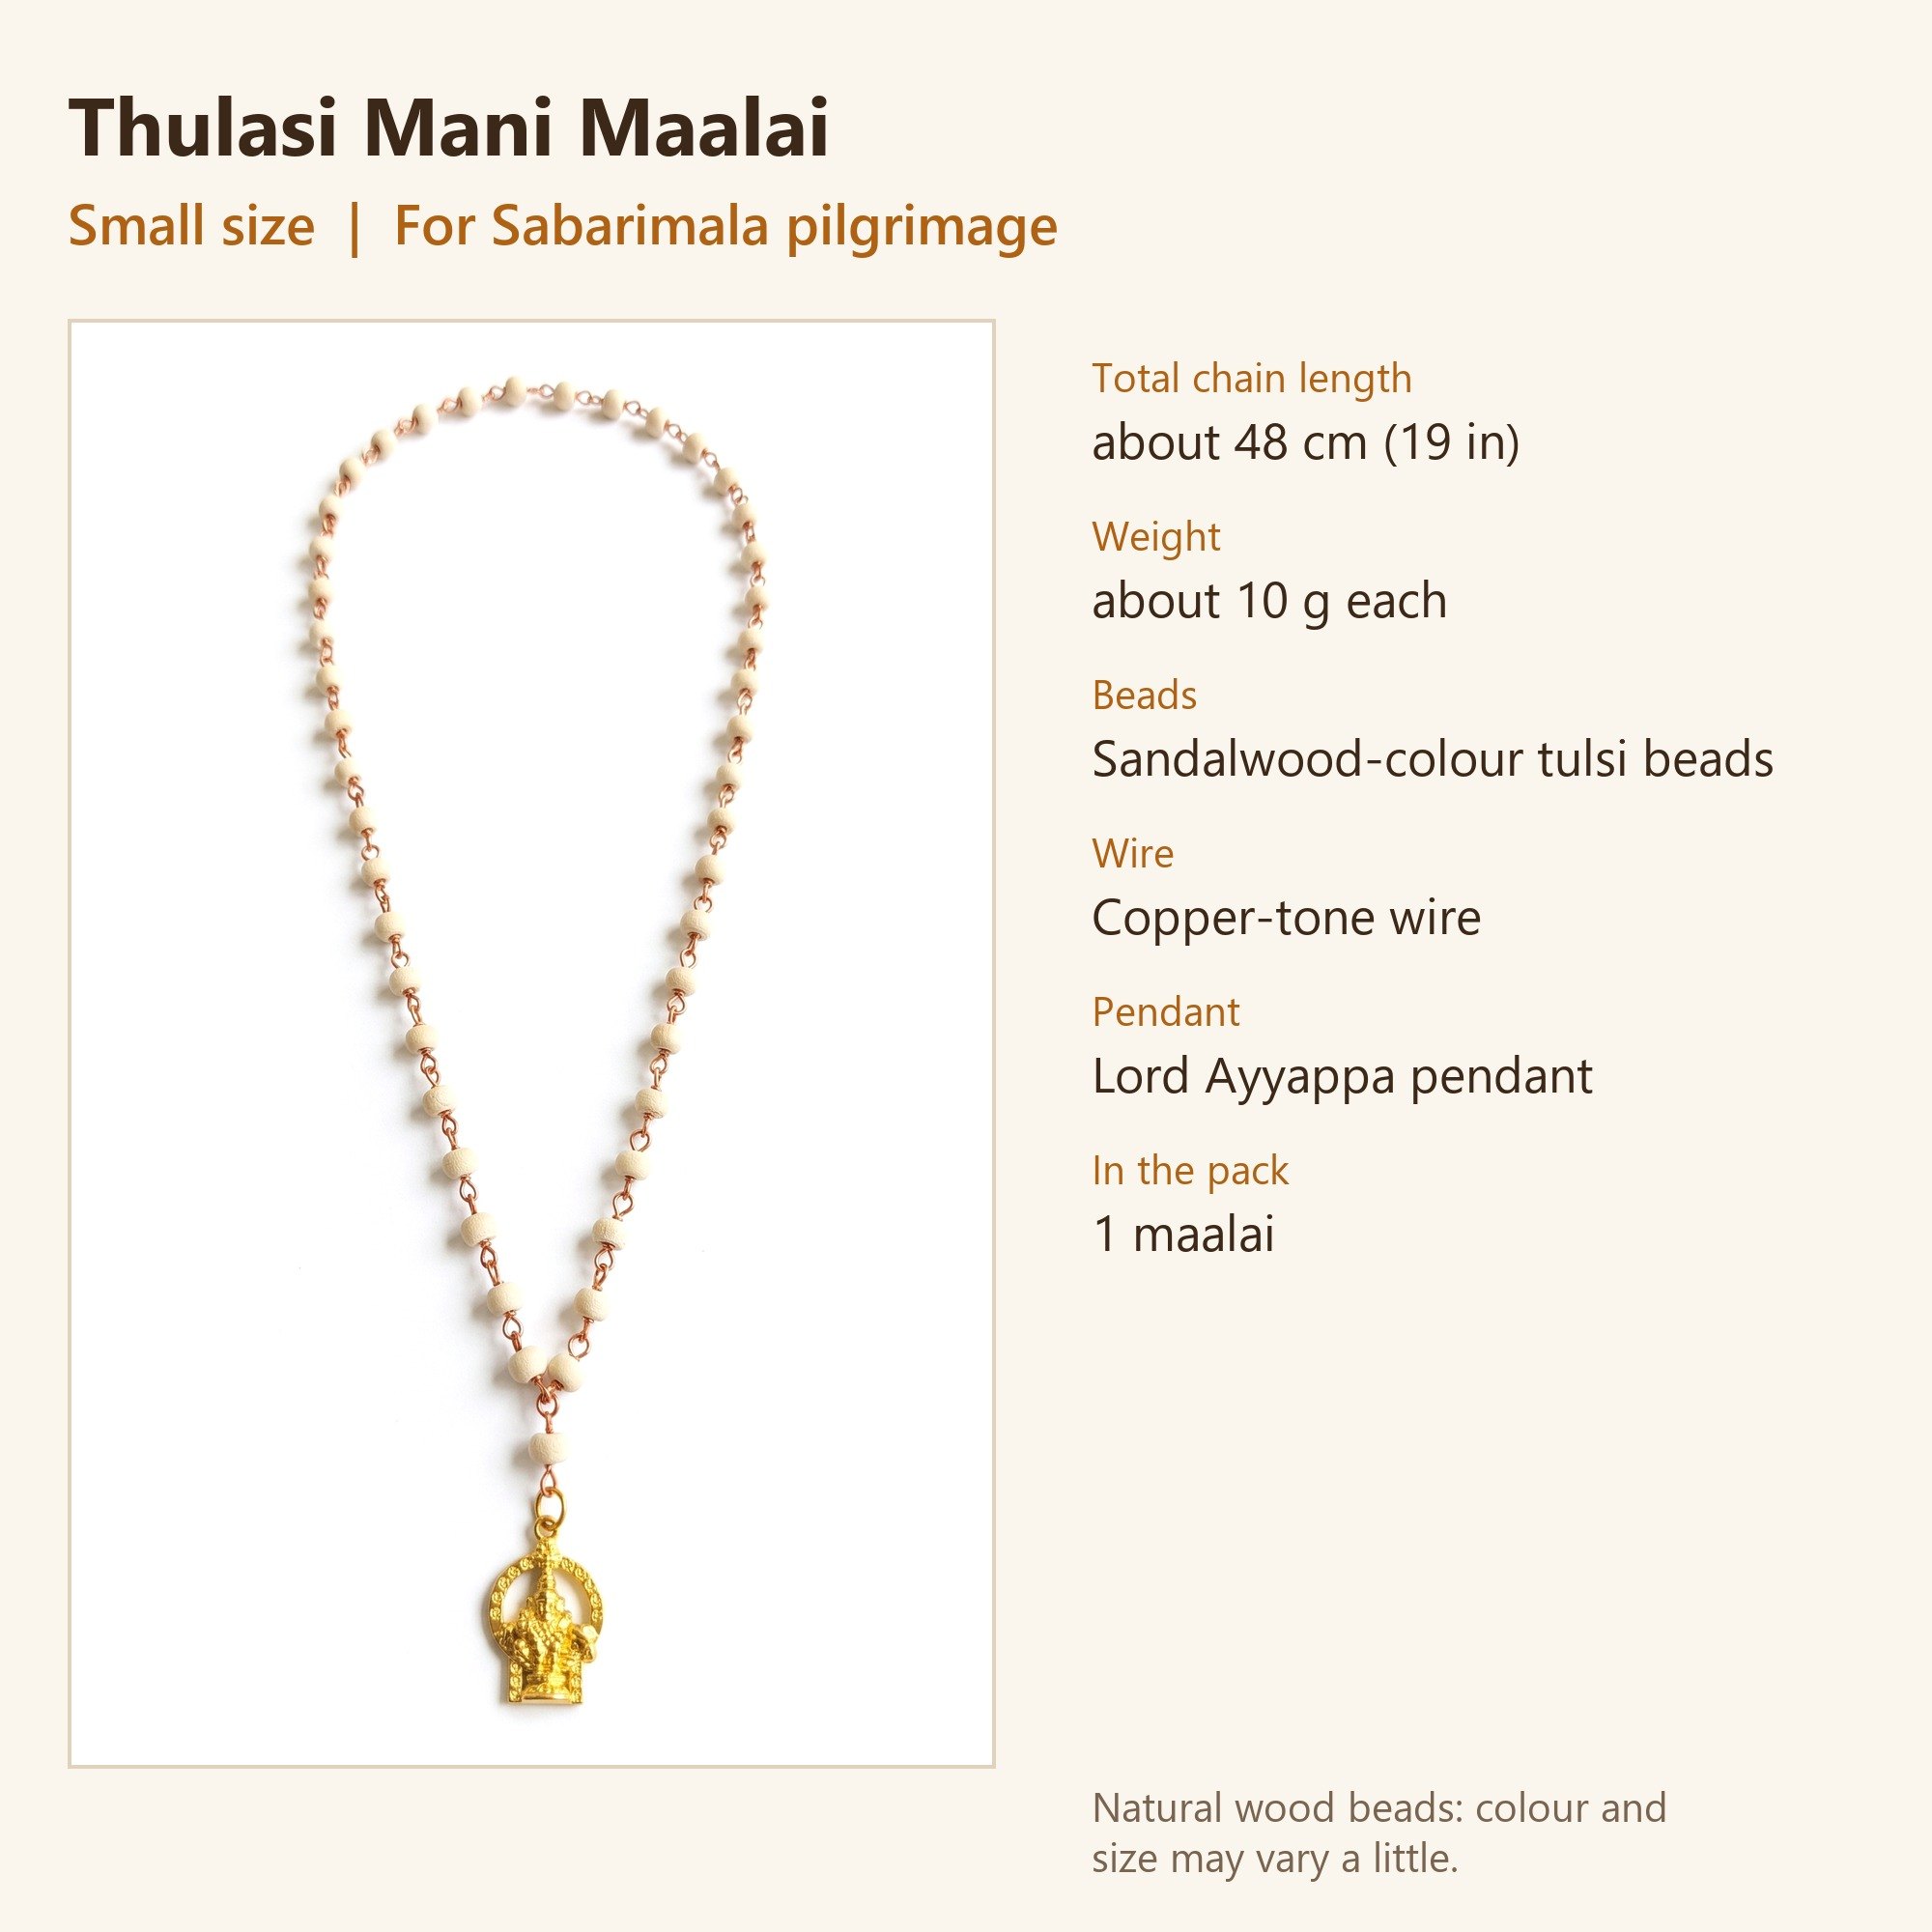 Thulasi Mani Maalai
Small size | For Sabarimala pilgrimage
Total chain length
about 48 cm (19 in)
Weight
about 10 g each
Beads
Sandalwood-colour tulsi beads
Wire
Copper-tone wire
Pendant
Lord Ayyappa pendant
In the pack
1 maalai
Natural wood beads: colour and
size may vary a little.